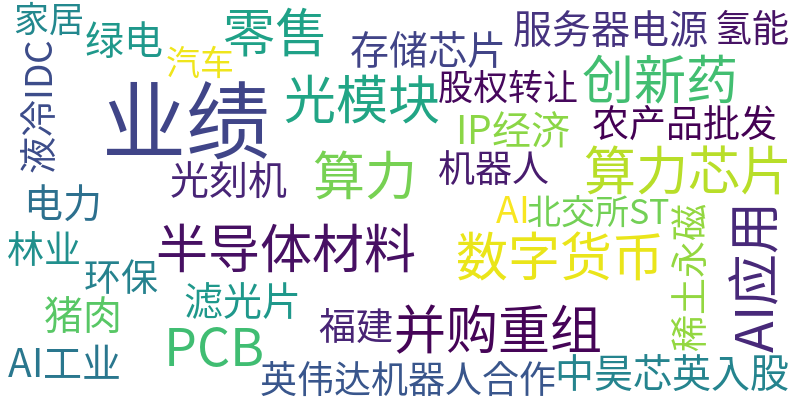 家居
绿电
零售
汽车
存储芯片
服务器电源
氢能
液冷IDC
业绩
光模块
股权转让
创新药
IP经济
农产品批发
光刻机
算力
机器人
算力芯片
电力
AI
北交所ST
林业
半导体材料
数字货币
稀土永磁
AI应用
环保
猪肉
滤光片
福建
并购重组
PCB
AI工业
英伟达机器人合作
中昊芯英入股